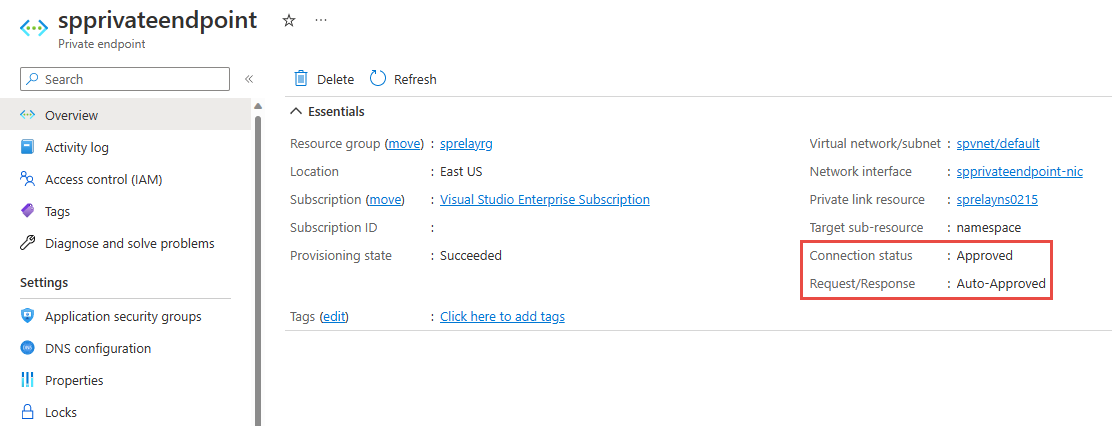 spprivateendpoint
Private endpoint
Search
Overview
Activity log
Access control (IAM)
Tags
Diagnose and solve problems
Settings
Application security groups
DNS configuration
Properties
Locks
Delete Refresh
Essentials
Resource group (move) : sprelayrg
Location : East US
Subscription (move) : Visual Studio Enterprise Subscription
Subscription ID :
Provisioning state : Succeeded
Virtual network/subnet : spvnet/default
Network interface : spprivateendpoint-nic
Private link resource : sprelayns0215
Target sub-resource : namespace
Connection status : Approved
Request/Response : Auto-Approved
Tags (edit) : Click here to add tags